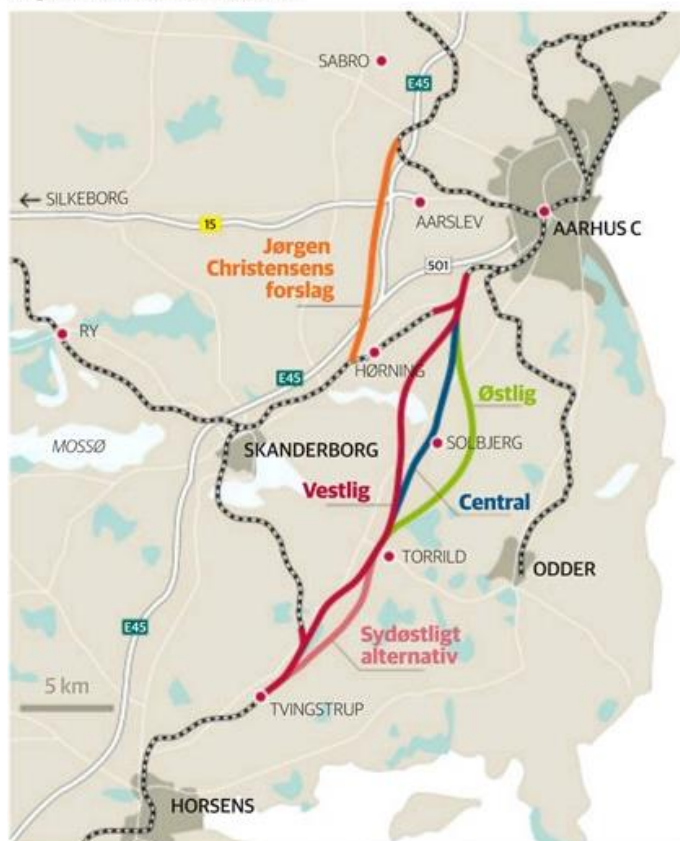 SABRO
E45
← SILKEBORG
15
AARSLEV
AARHUS C
Jørgen
Christensens
forslag
501
RY
HØRNING
E45
Østlig
MOSSØ
SKANDERBORG
SOLBJERG
Vestlig
Central
TORRILD
ODDER
E45
Sydøstligt
alternativ
5 km
TVINGSTRUP
HORSENS